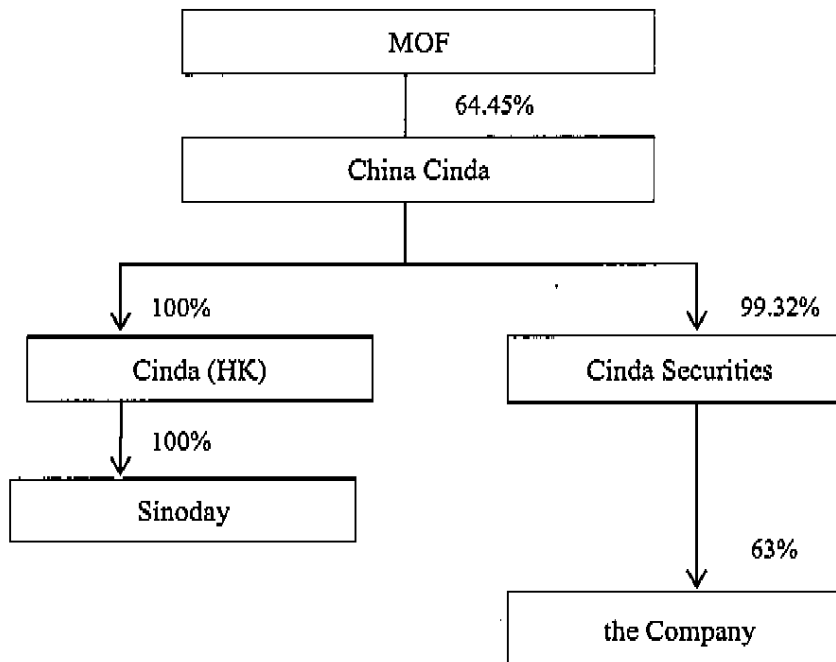 MOF
64.45%
China Cinda
100%
99.32%
Cinda (HK)
Cinda Securities
100%
Sinoday
63%
the Company